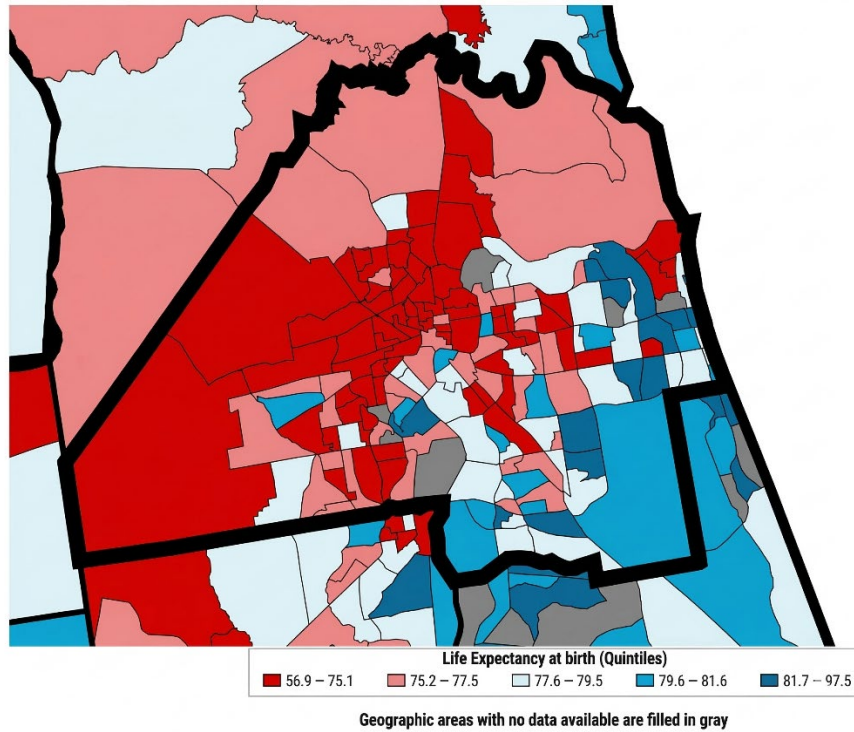 Life Expectancy at birth (Quintiles)
56.9 – 75.1 75.2 – 77.5 77.6 – 79.5 79.6 – 81.6 81.7 – 97.5
Geographic areas with no data available are filled in gray